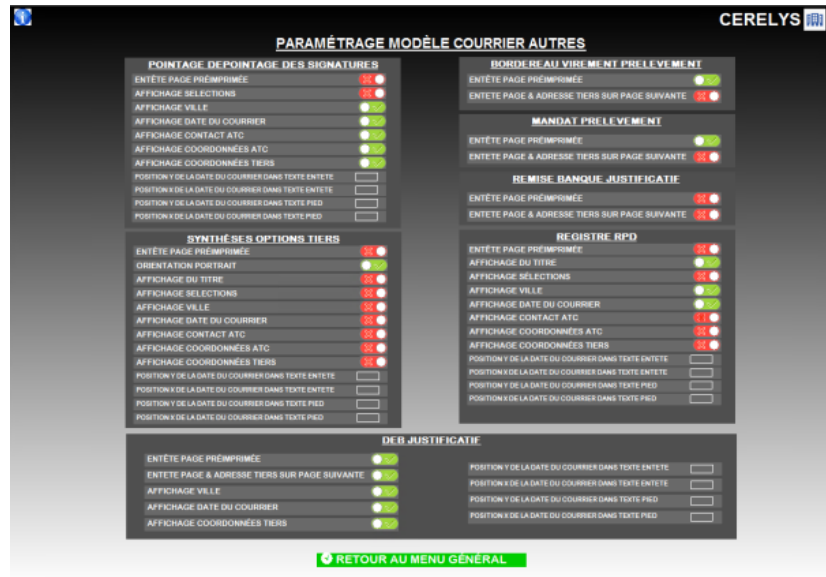 CERELYS
PARAMÉTRAGE MODÈLE COURRIER AUTRES
POINTAGE DEPOINTAGE DES SIGNATURES
ENTÊTE PAGE PRÉIMPRIMÉE
AFFICHAGE SELECTIONS
AFFICHAGE VILLE
AFFICHAGE DATE DU COURRIER
AFFICHAGE CONTACT ATC
AFFICHAGE COORDONNÉES ATC
AFFICHAGE COORDONNÉES TIERS
POSITION Y DE LA DATE DU COURRIER DANS TEXTE ENTETE
POSITION X DE LA DATE DU COURRIER DANS TEXTE ENTETE
POSITION Y DE LA DATE DU COURRIER DANS TEXTE PIED
POSITION X DE LA DATE DU COURRIER DANS TEXTE PIED
SYNTHÈSES OPTIONS TIERS
ENTÊTE PAGE PRÉIMPRIMÉE
ORIENTATION PORTRAIT
AFFICHAGE DU TITRE
AFFICHAGE SELECTIONS
AFFICHAGE VILLE
AFFICHAGE DATE DU COURRIER
AFFICHAGE CONTACT ATC
AFFICHAGE COORDONNÉES ATC
AFFICHAGE COORDONNÉES TIERS
POSITION Y DE LA DATE DU COURRIER DANS TEXTE ENTETE
POSITION X DE LA DATE DU COURRIER DANS TEXTE ENTETE
POSITION Y DE LA DATE DU COURRIER DANS TEXTE PIED
POSITION X DE LA DATE DU COURRIER DANS TEXTE PIED
BORDEREAU VIREMENT PRELEVEMENT
ENTÊTE PAGE PRÉIMPRIMÉE
ENTETE PAGE & ADRESSE TIERS SUR PAGE SUIVANTE
MANDAT PRELEVEMENT
ENTÊTE PAGE PRÉIMPRIMÉE
ENTETE PAGE & ADRESSE TIERS SUR PAGE SUIVANTE
REMISE BANQUE JUSTIFICATIF
ENTÊTE PAGE PRÉIMPRIMÉE
ENTETE PAGE & ADRESSE TIERS SUR PAGE SUIVANTE
REGISTRE RPD
ENTÊTE PAGE PRÉIMPRIMÉE
AFFICHAGE DU TITRE
AFFICHAGE SÉLECTIONS
AFFICHAGE VILLE
AFFICHAGE DATE DU COURRIER
AFFICHAGE CONTACT ATC
AFFICHAGE COORDONNÉES ATC
AFFICHAGE COORDONNÉES TIERS
POSITION Y DE LA DATE DU COURRIER DANS TEXTE ENTETE
POSITION X DE LA DATE DU COURRIER DANS TEXTE ENTETE
POSITION Y DE LA DATE DU COURRIER DANS TEXTE PIED
POSITION X DE LA DATE DU COURRIER DANS TEXTE PIED
DEB JUSTIFICATIF
ENTÊTE PAGE PRÉIMPRIMÉE
ENTETE PAGE & ADRESSE TIERS SUR PAGE SUIVANTE
AFFICHAGE VILLE
AFFICHAGE DATE DU COURRIER
AFFICHAGE COORDONNÉES TIERS
POSITION Y DE LA DATE DU COURRIER DANS TEXTE ENTETE
POSITION X DE LA DATE DU COURRIER DANS TEXTE ENTETE
POSITION Y DE LA DATE DU COURRIER DANS TEXTE PIED
POSITION X DE LA DATE DU COURRIER DANS TEXTE PIED
RETOUR AU MENU GÉNÉRAL